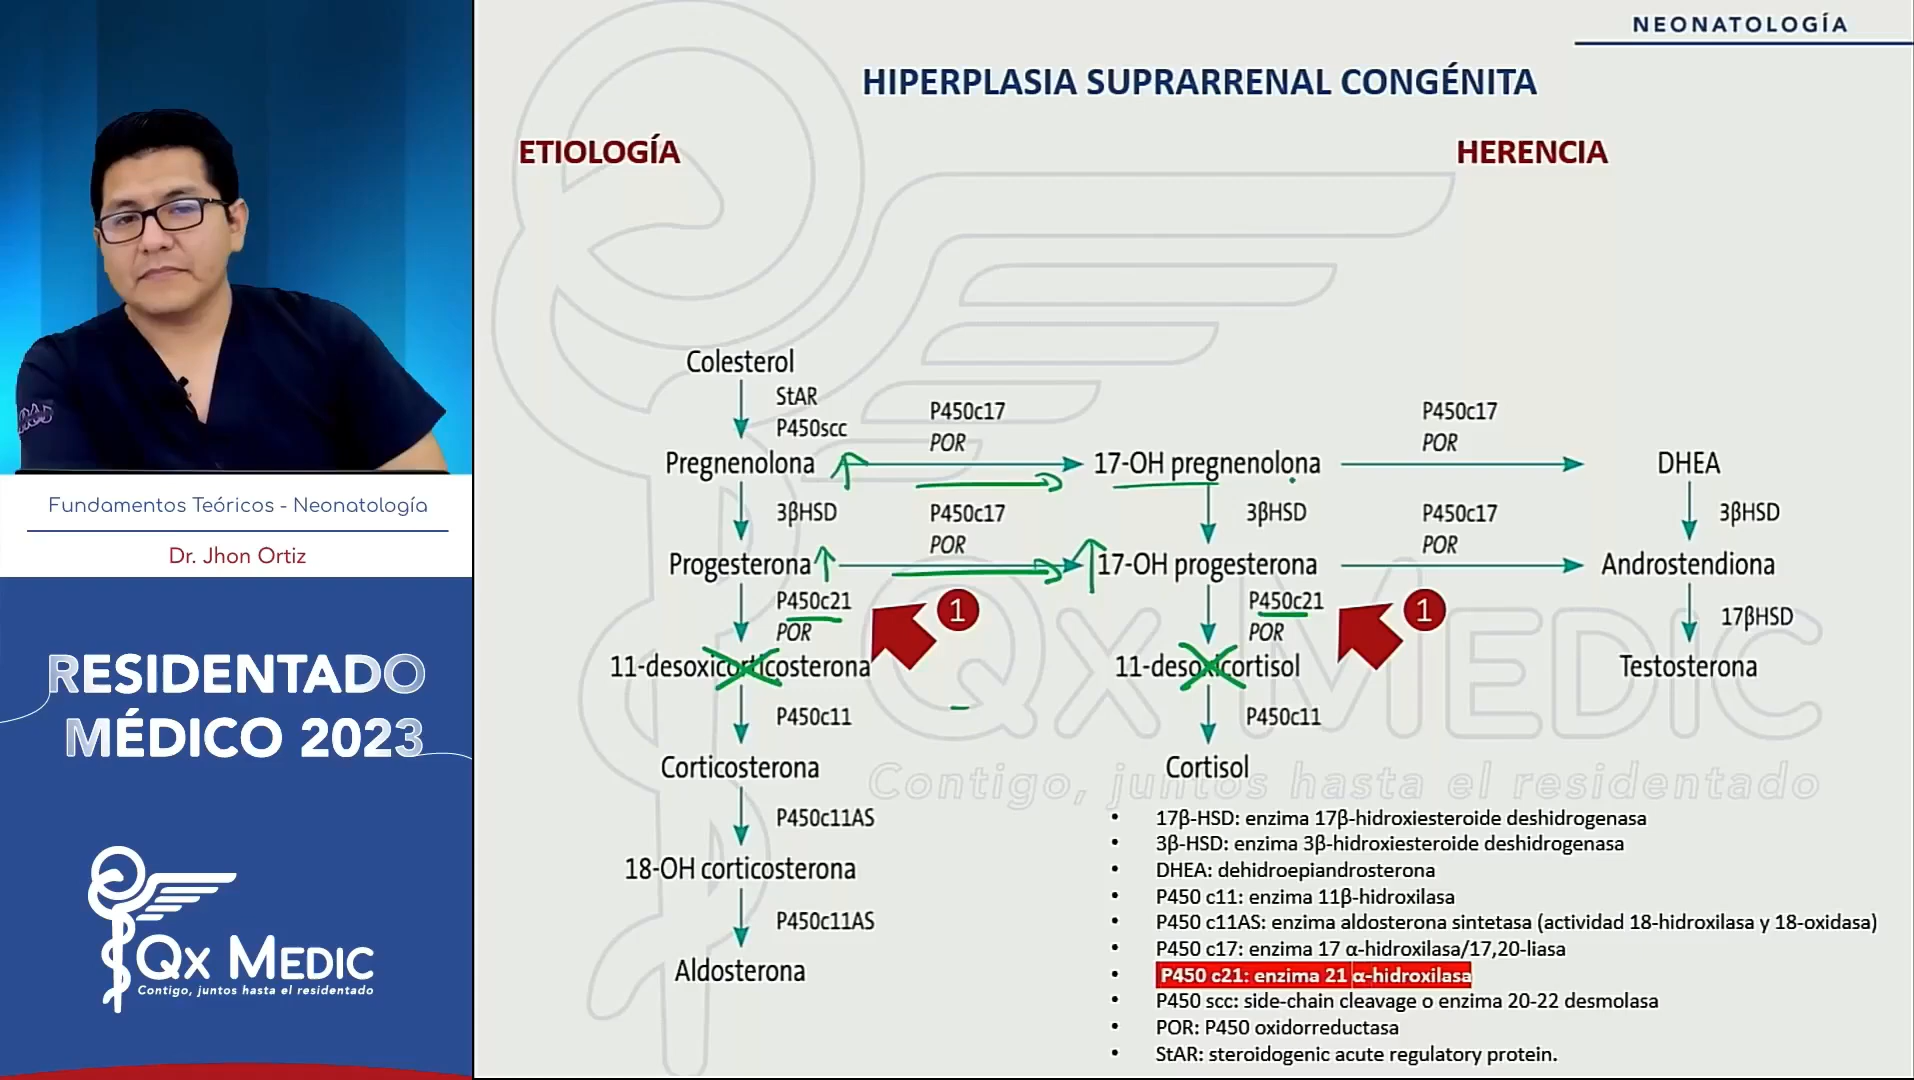 NEONATOLOGÍA
HIPERPLASIA SUPRARRENAL CONGÉNITA
ETIOLOGÍA
HERENCIA
Colesterol
StAR
P450scc
P450c17
POR
P450c17
POR
Pregnenolona
17-OH pregnenolona
DHEA
3βHSD
3βHSD
3βHSD
P450c17
POR
P450c17
POR
Progesterona
17-OH progesterona
Androstendiona
P450c21
POR
1
P450c21
POR
1
17βHSD
11-desoxicorticosterona
11-desoxicortisol
Testosterona
P450c11
P450c11
Corticosterona
Cortisol
P450c11AS
18-OH corticosterona
P450c11AS
Aldosterona
• 17β-HSD: enzima 17β-hidroxiesteroide deshidrogenasa
• 3β-HSD: enzima 3β-hidroxiesteroide deshidrogenasa
• DHEA: dehidroepiandrosterona
• P450 c11: enzima 11β-hidroxilasa
• P450 c11AS: enzima aldosterona sintetasa (actividad 18-hidroxilasa y 18-oxidasa)
• P450 c17: enzima 17 α-hidroxilasa/17,20-liasa
• P450 c21: enzima 21 α-hidroxilasa
• P450 scc: side-chain cleavage o enzima 20-22 desmolasa
• POR: P450 oxidorreductasa
• StAR: steroidogenic acute regulatory protein.
Qx MEDIC
Contigo, juntos hasta el residentado
Fundamentos Teóricos - Neonatología
Dr. Jhon Ortiz
RESIDENTADO
MÉDICO 2023
Qx MEDIC
Contigo, juntos hasta el residentado